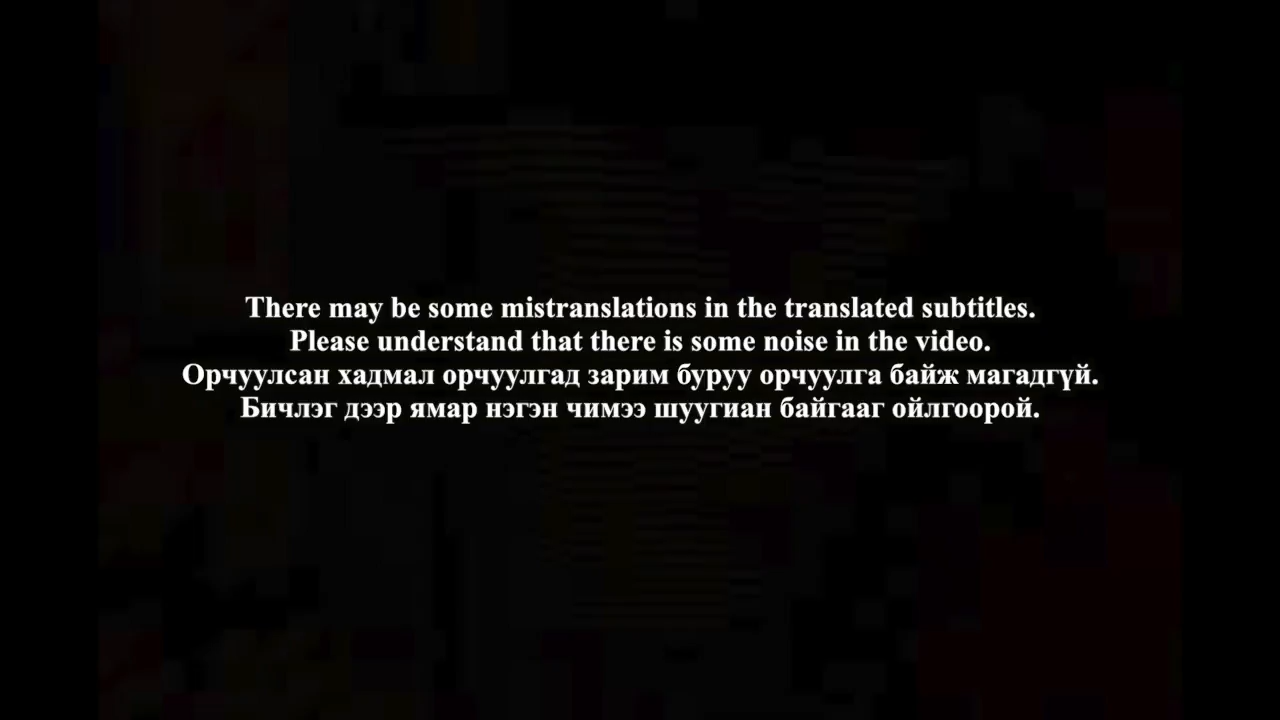 There may be some mistranslations in the translated subtitles.
Please understand that there is some noise in the video.
Орчуулсан хадмал орчуулгад зарим буруу орчуулга байж магадгүй.
Бичлэг дээр ямар нэгэн чимээ шуугиан байгааг ойлгоорой.